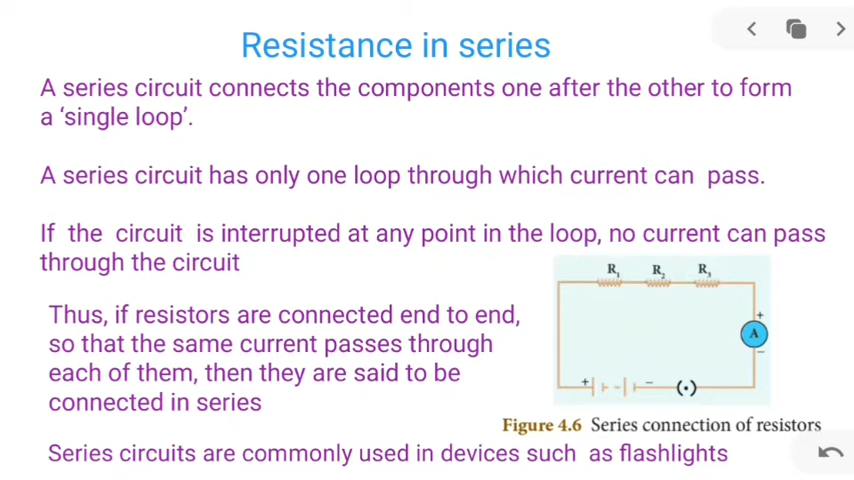 Resistance in series
A series circuit connects the components one after the other to form
a ‘single loop’.
A series circuit has only one loop through which current can pass.
If the circuit is interrupted at any point in the loop, no current can pass
through the circuit
Thus, if resistors are connected end to end,
so that the same current passes through
each of them, then they are said to be
connected in series
R₁ R₂ R₃
+
A
−
+ −
Figure 4.6 Series connection of resistors
Series circuits are commonly used in devices such as flashlights